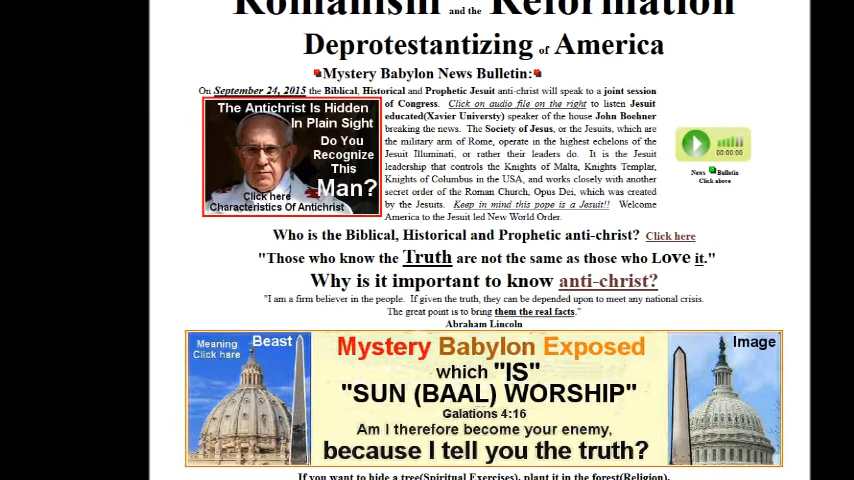 Romanism and the Reformation
Deprotestantizing of America
Mystery Babylon News Bulletin:
On September 24, 2015 the Biblical, Historical and Prophetic Jesuit anti-christ will speak to a joint session
of Congress. Click on audio file on the right to listen Jesuit
educated(Xavier Universty) speaker of the house John Boehner
breaking the news. The Society of Jesus, or the Jesuits, which are
the military arm of Rome, operate in the highest echelons of the
Jesuit Illuminati, or rather their leaders do. It is the Jesuit
leadership that controls the Knights of Malta, Knights Templar,
Knights of Columbus in the USA, and works closely with another
secret order of the Roman Church, Opus Dei, which was created
by the Jesuits. Keep in mind this pope is a Jesuit!! Welcome
America to the Jesuit led New World Order.
The Antichrist Is Hidden
In Plain Sight
Do You
Recognize
This
Man?
Click here
Characteristics Of Antichrist
00:00:00
News Bulletin
Click above
Who is the Biblical, Historical and Prophetic anti-christ? Click here
"Those who know the Truth are not the same as those who Love it."
Why is it important to know anti-christ?
"I am a firm believer in the people. If given the truth, they can be depended upon to meet any national crisis.
The great point is to bring them the real facts."
Abraham Lincoln
Meaning
Click here
Beast
Mystery Babylon Exposed
which "IS"
"SUN (BAAL) WORSHIP"
Galations 4:16
Am I therefore become your enemy,
because I tell you the truth?
Image
If you want to hide a tree(Spiritual Exercises), plant it in the forest(Religion).